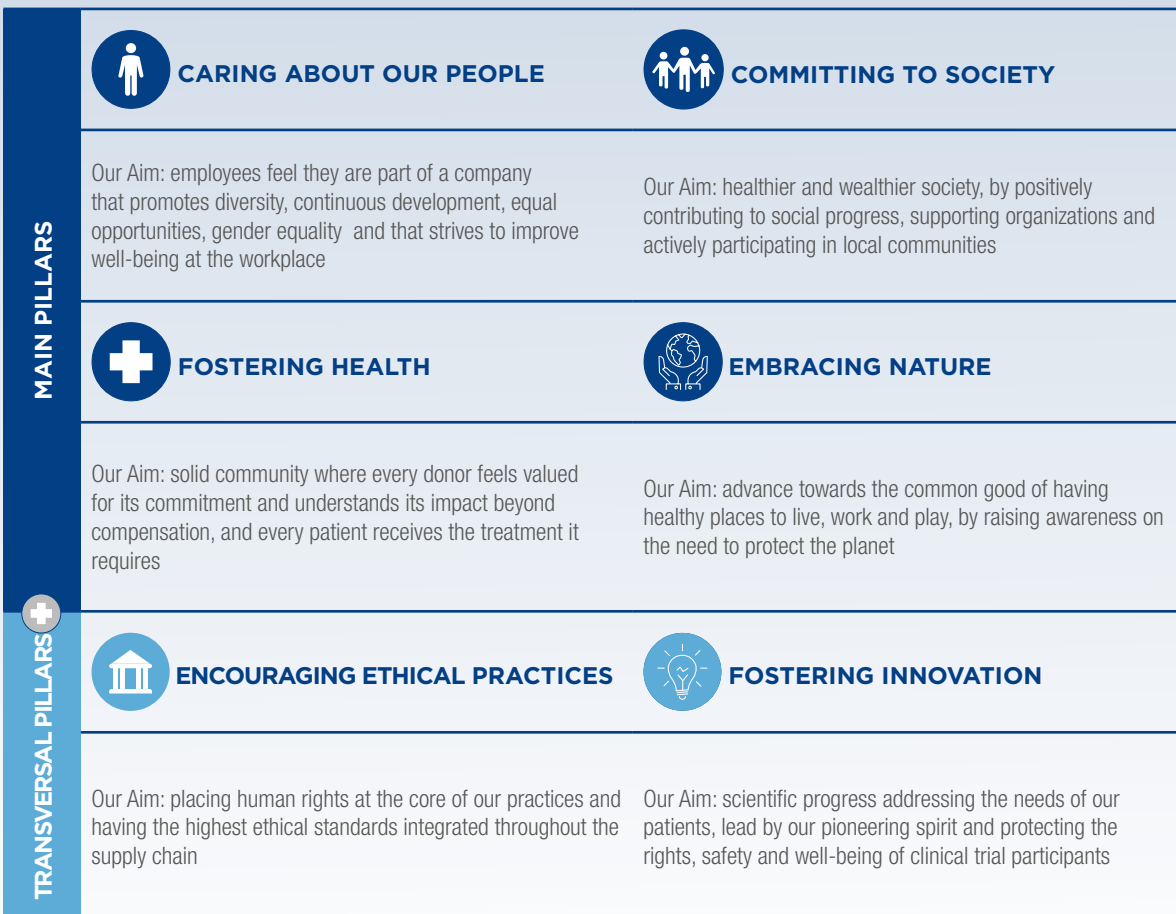 MAIN PILLARS
CARING ABOUT OUR PEOPLE
Our Aim: employees feel they are part of a company
that promotes diversity, continuous development, equal
opportunities, gender equality  and that strives to improve
well-being at the workplace
COMMITTING TO SOCIETY
Our Aim: healthier and wealthier society, by positively
contributing to social progress, supporting organizations and
actively participating in local communities
FOSTERING HEALTH
Our Aim: solid community where every donor feels valued
for its commitment and understands its impact beyond
compensation, and every patient receives the treatment it
requires
EMBRACING NATURE
Our Aim: advance towards the common good of having
healthy places to live, work and play, by raising awareness on
the need to protect the planet
TRANSVERSAL PILLARS
ENCOURAGING ETHICAL PRACTICES
Our Aim: placing human rights at the core of our practices and
having the highest ethical standards integrated throughout the
supply chain
FOSTERING INNOVATION
Our Aim: scientific progress addressing the needs of our
patients, lead by our pioneering spirit and protecting the
rights, safety and well-being of clinical trial participants